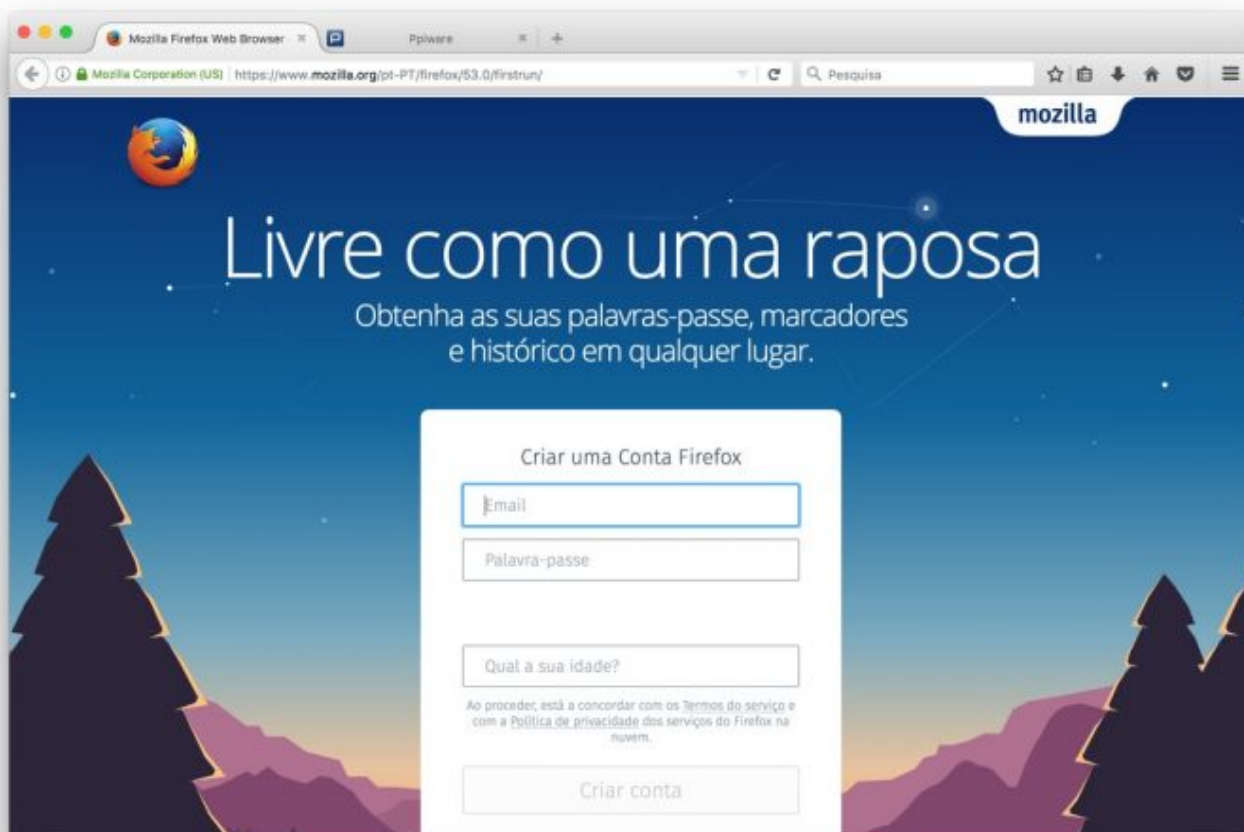 Mozilla Firefox Web Browser
Pplware
Mozilla Corporation (US) https://www.mozilla.org/pt-PT/firefox/53.0/firstrun/
Pesquisa
mozilla
Livre como uma raposa
Obtenha as suas palavras-passe, marcadores
e histórico em qualquer lugar.
Criar uma Conta Firefox
Email
Palavra-passe
Qual a sua idade?
Ao proceder, está a concordar com os Termos do serviço e
com a Política de privacidade dos serviços do Firefox na
nuvem.
Criar conta